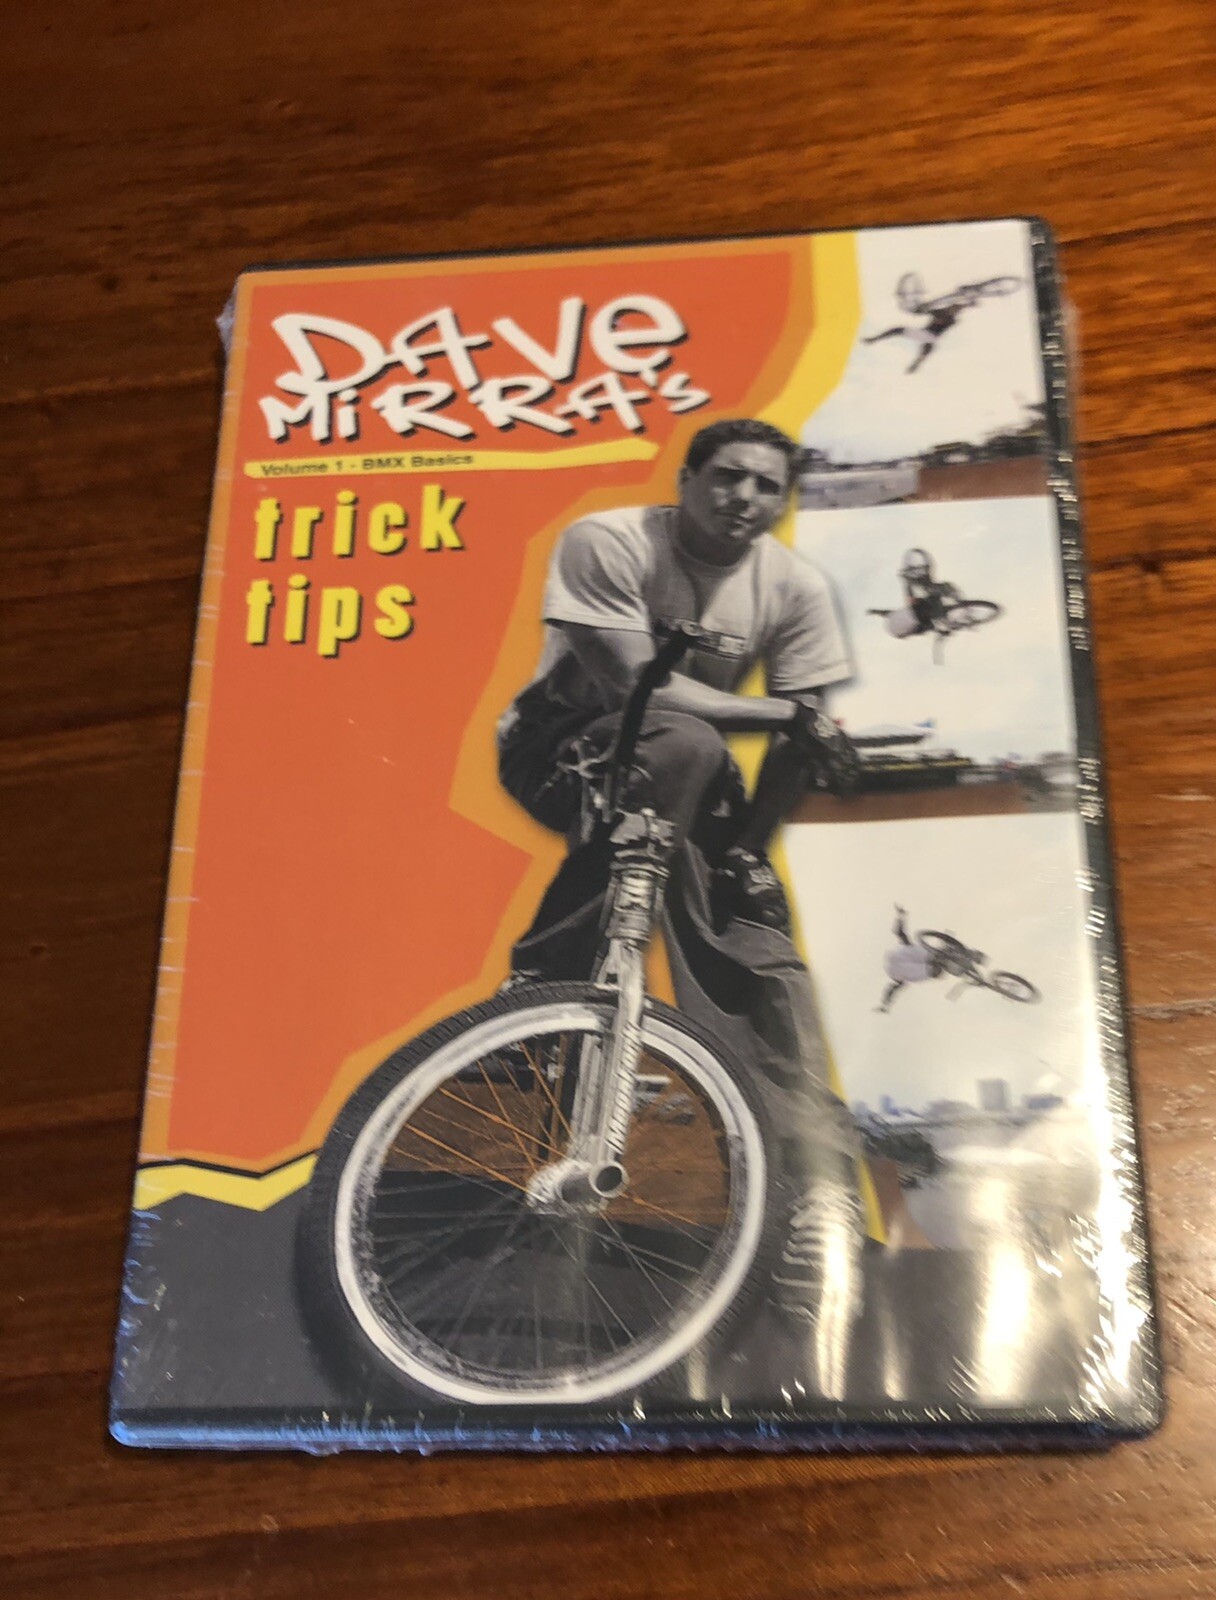 Dave
Mirra's
Volume 1 - BMX Basics
trick
tips